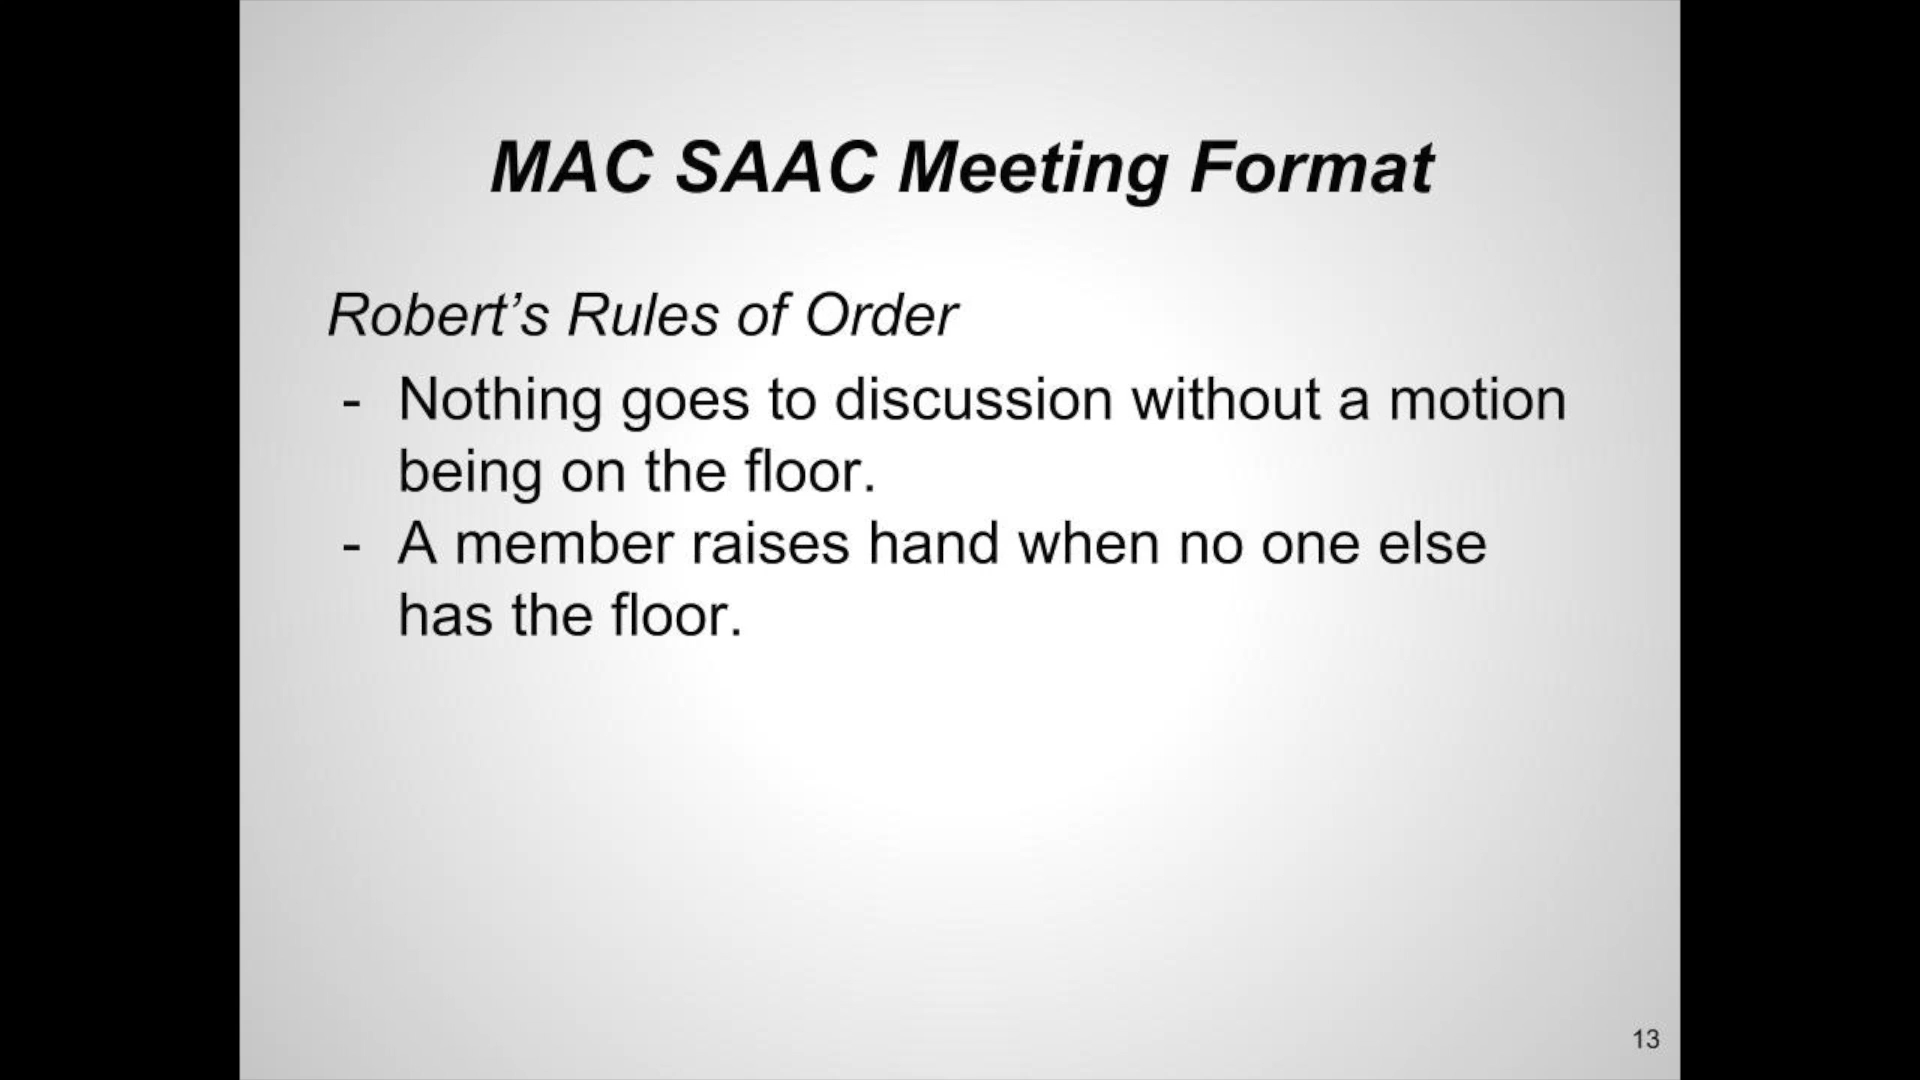 MAC SAAC Meeting Format
Robert’s Rules of Order
- Nothing goes to discussion without a motion
being on the floor.
- A member raises hand when no one else
has the floor.
13